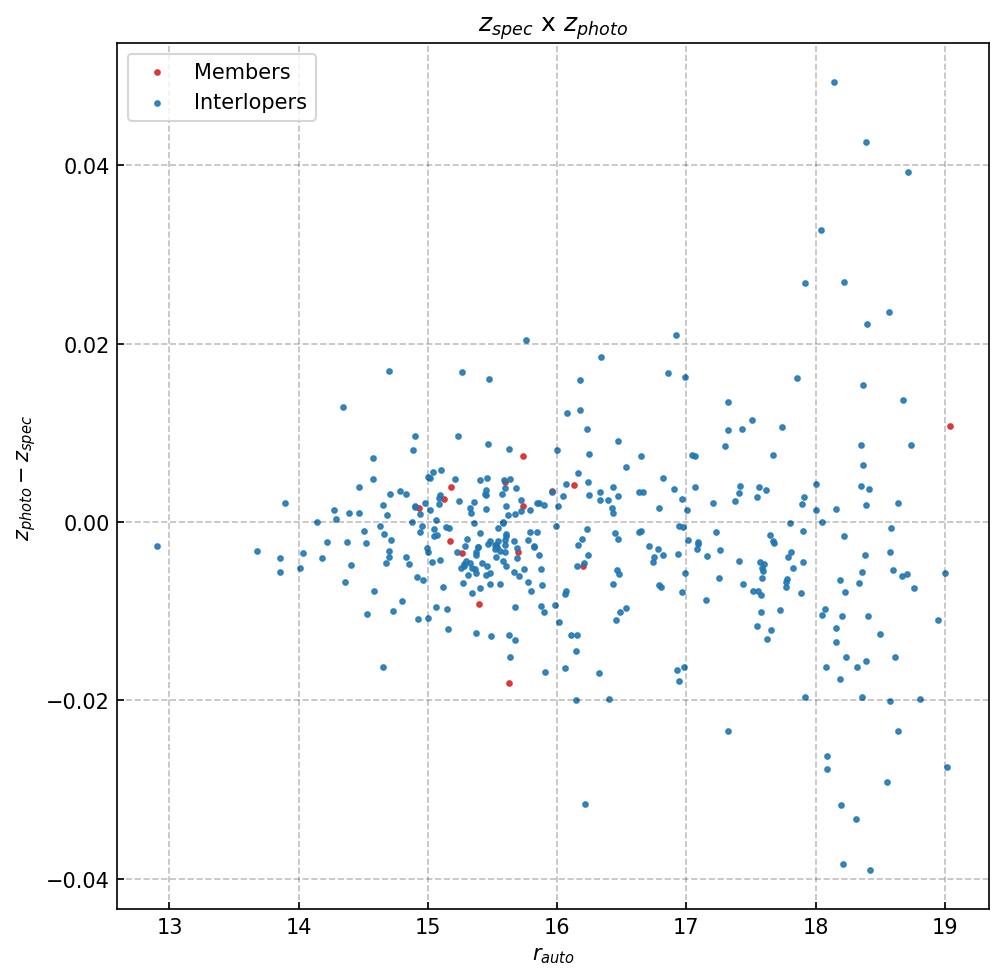 z_spec x z_photo
Members
Interlopers
0.04
0.02
0.00
−0.02
−0.04
z_photo − z_spec
13 14 15 16 17 18 19
r_auto